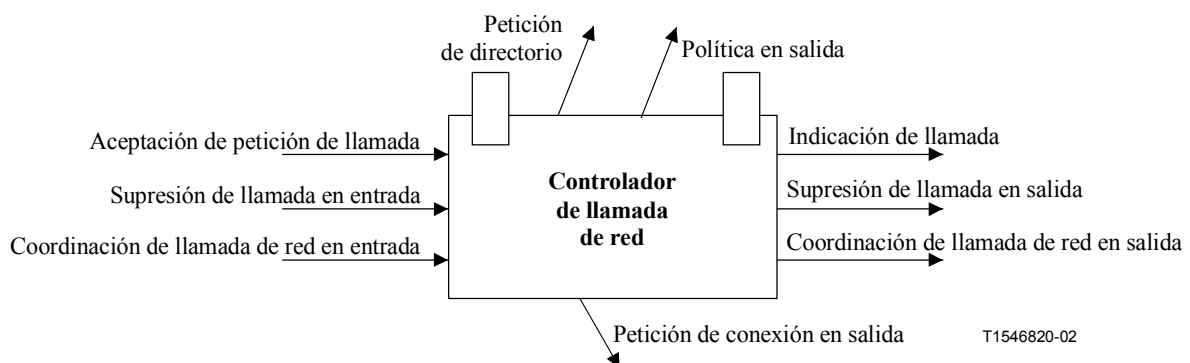 Petición
de directorio
Política en salida
Aceptación de petición de llamada
Indicación de llamada
Controlador
de llamada
de red
Supresión de llamada en entrada
Supresión de llamada en salida
Coordinación de llamada de red en entrada
Coordinación de llamada de red en salida
Petición de conexión en salida
T1546820-02